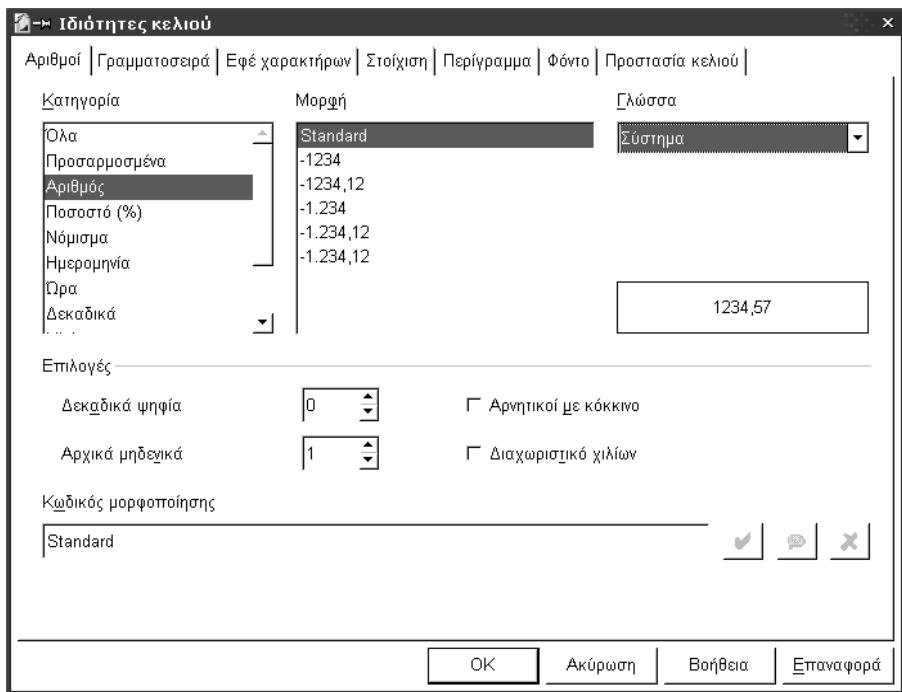 Ιδιότητες κελιού
Αριθμοί Γραμματοσειρά Εφέ χαρακτήρων Στοίχιση Περίγραμμα Φόντο Προστασία κελιού
Κατηγορία Μορφή Γλώσσα
Όλα
Προσαρμοσμένα
Αριθμός
Ποσοστό (%)
Νόμισμα
Ημερομηνία
Ώρα
Δεκαδικά
Standard
-1234
-1234,12
-1.234
-1.234,12
-1.234,12
Σύστημα
1234,57
Επιλογές
Δεκαδικά ψηφία 0 Αρνητικοί με κόκκινο
Αρχικά μηδενικά 1 Διαχωριστικό χιλίων
Κωδικός μορφοποίησης
Standard
OK Ακύρωση Βοήθεια Επαναφορά